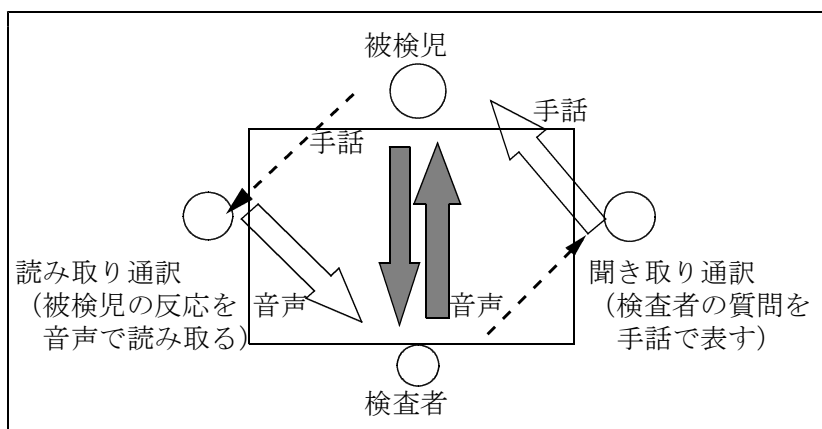 被検児
手話
手話
読み取り通訳
（被検児の反応を
音声で読み取る）
音声
音声
聞き取り通訳
（検査者の質問を
手話で表す）
検査者